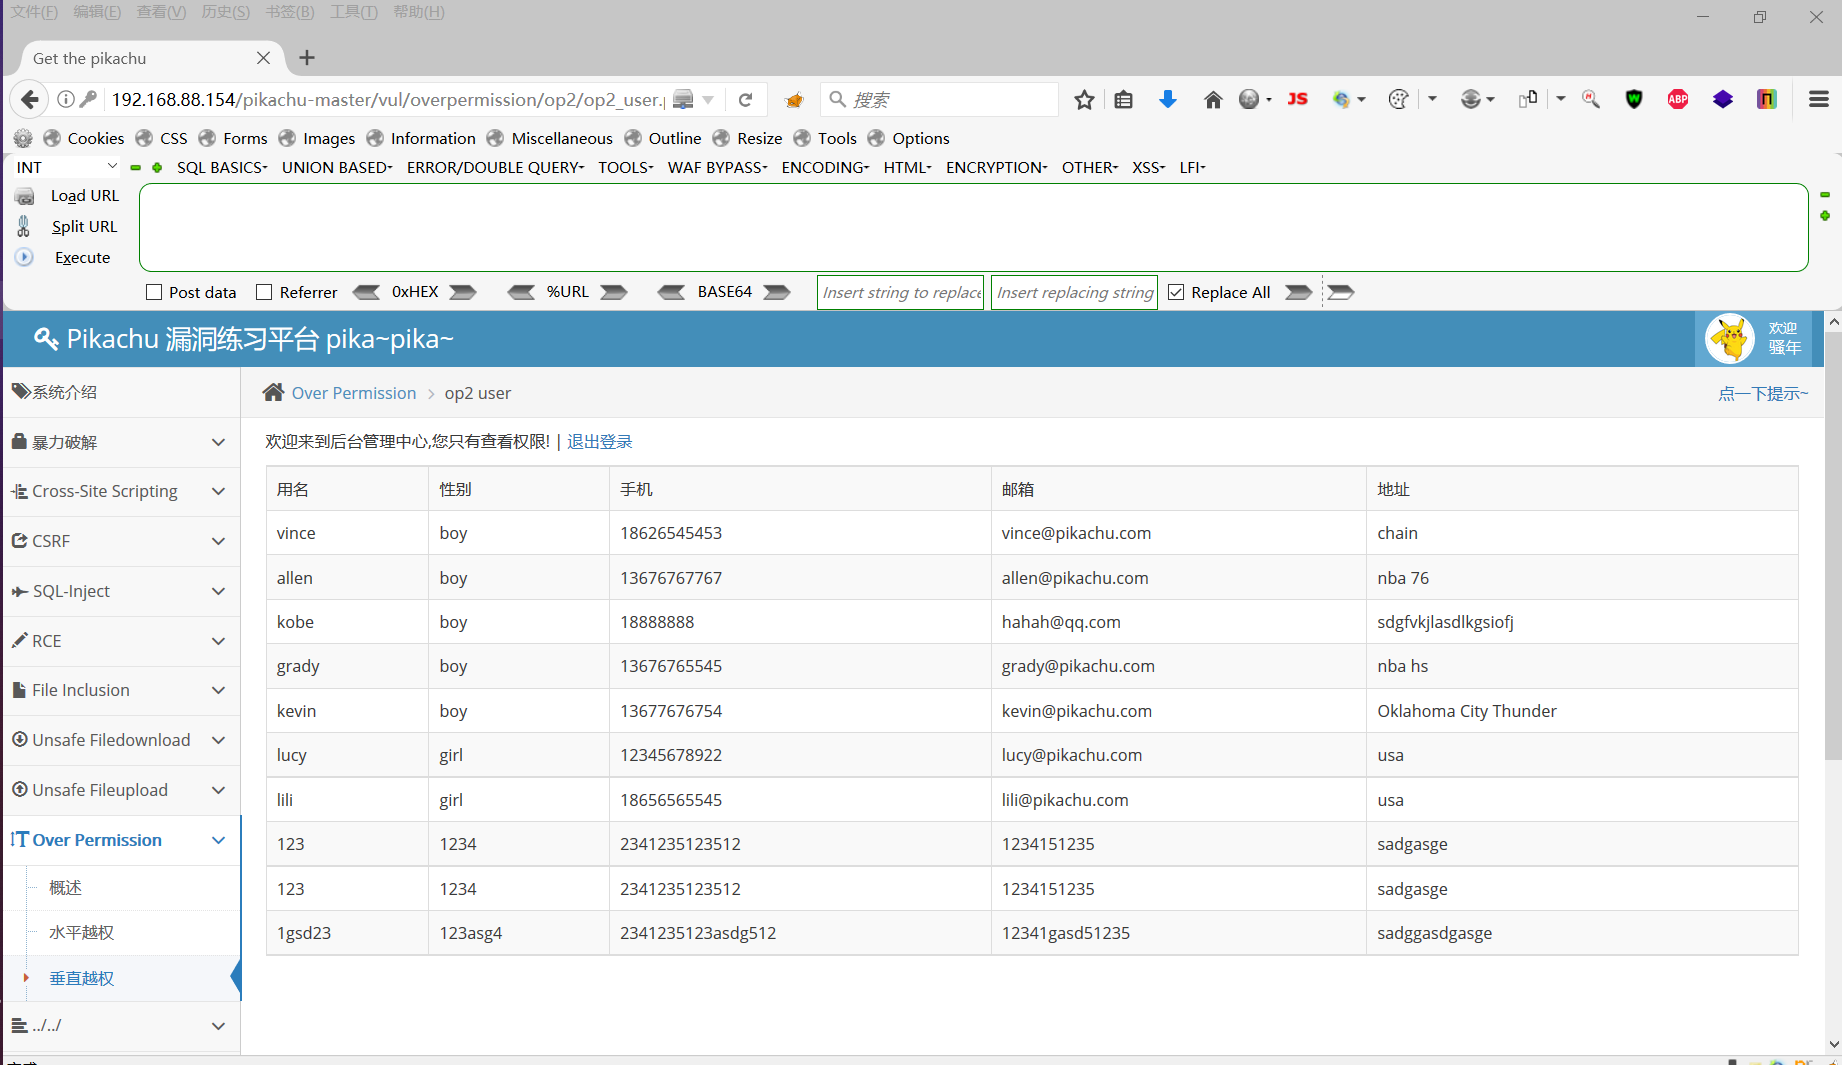 文件(F) 编辑(E) 查看(V) 历史(S) 书签(B) 工具(T) 帮助(H)
Get the pikachu
192.168.88.154/pikachu-master/vul/overpermission/op2/op2_user.p
搜索
JS
ABP
Cookies CSS Forms Images Information Miscellaneous Outline Resize Tools Options
INT SQL BASICS UNION BASED ERROR/DOUBLE QUERY TOOLS WAF BYPASS ENCODING HTML ENCRYPTION OTHER XSS LFI
Load URL
Split URL
Execute
Post data Referrer 0xHEX %URL BASE64 Insert string to replace Insert replacing string Replace All
Pikachu 漏洞练习平台 pika~pika~
欢迎
骚年
系统介绍
暴力破解
Cross-Site Scripting
CSRF
SQL-Inject
RCE
File Inclusion
Unsafe Filedownload
Unsafe Fileupload
Over Permission
概述
水平越权
垂直越权
../../
Over Permission > op2 user
点一下提示~
欢迎来到后台管理中心,您只有查看权限! | 退出登录
用名 性别 手机 邮箱 地址
vince boy 18626545453 vince@pikachu.com chain
allen boy 13676767767 allen@pikachu.com nba 76
kobe boy 18888888 hahah@qq.com sdgfvkjlasdlkgsiofj
grady boy 13676765545 grady@pikachu.com nba hs
kevin boy 13677676754 kevin@pikachu.com Oklahoma City Thunder
lucy girl 12345678922 lucy@pikachu.com usa
lili girl 18656565545 lili@pikachu.com usa
123 1234 2341235123512 1234151235 sadgasge
123 1234 2341235123512 1234151235 sadgasge
1gsd23 123asg4 2341235123asdg512 12341gasd51235 sadggasdgasge